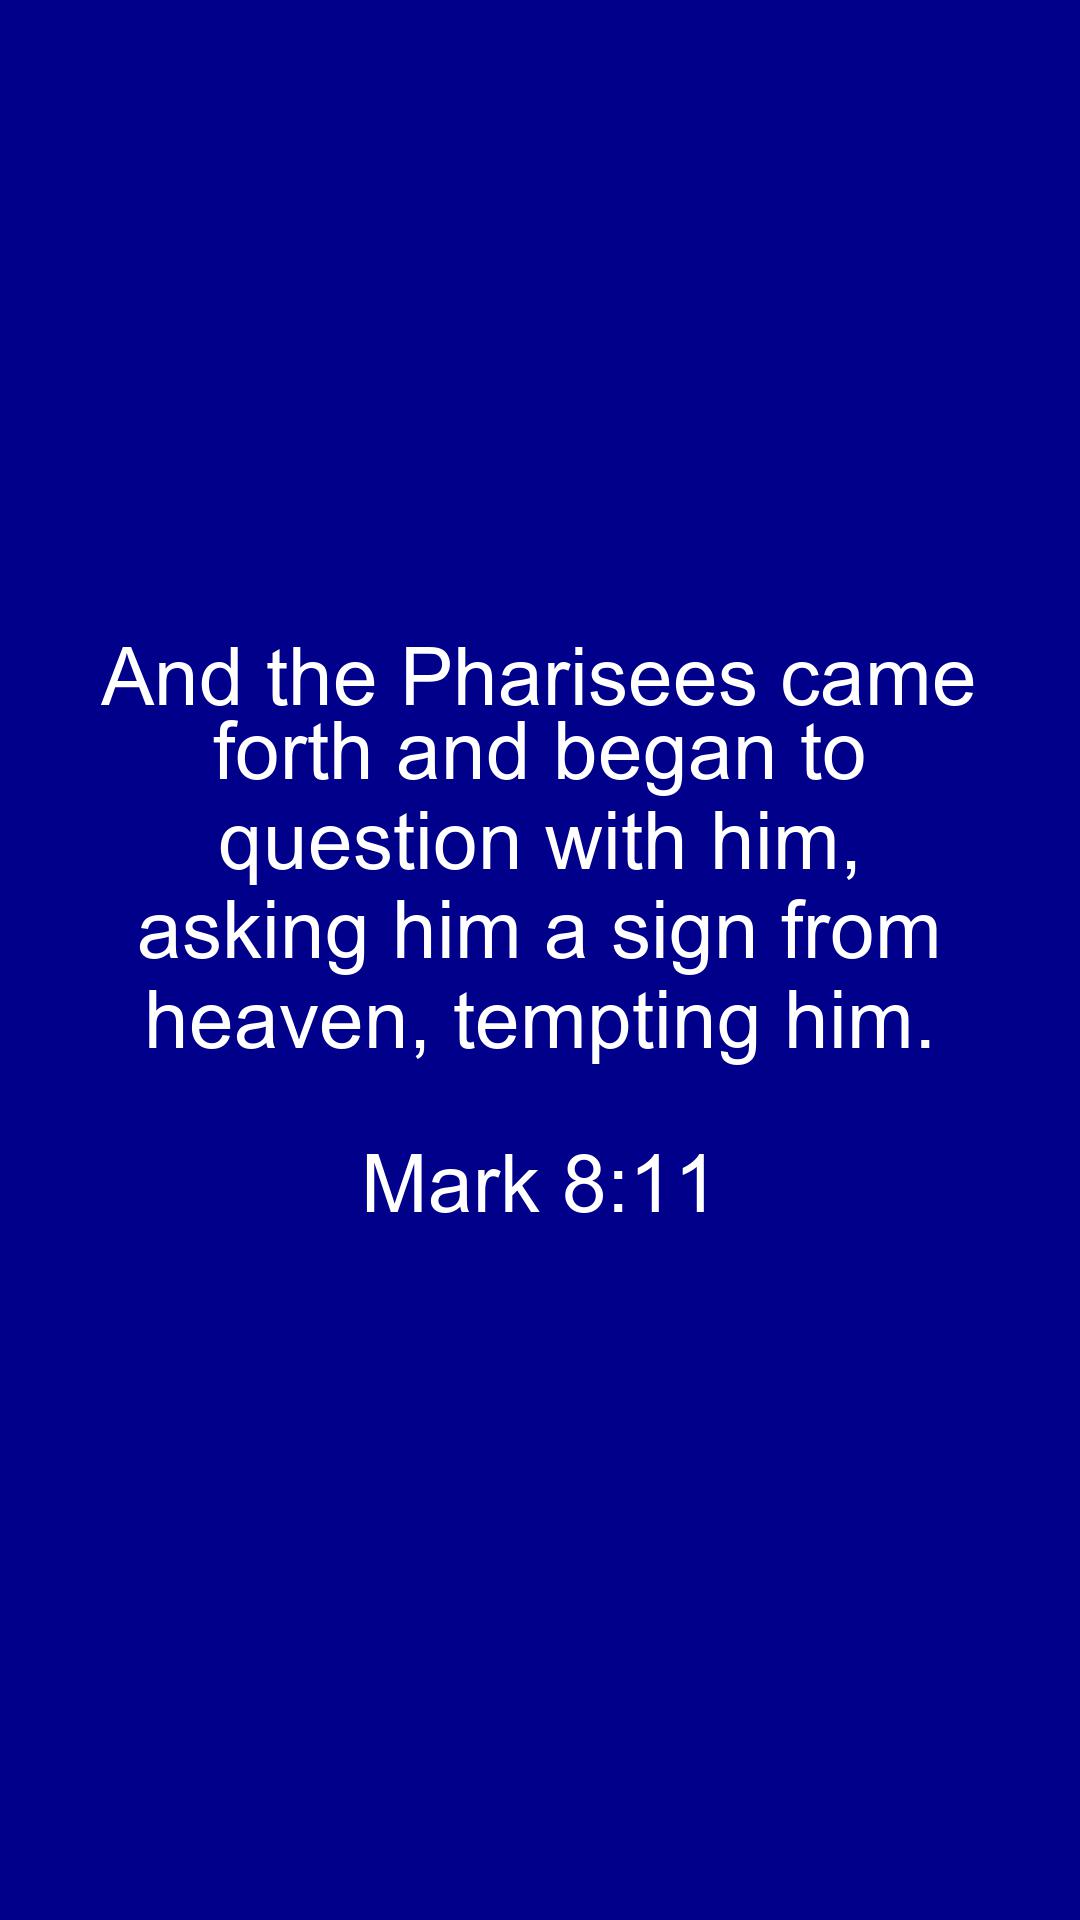 And the Pharisees came
forth and began to
question with him,
asking him a sign from
heaven, tempting him.
Mark 8:11